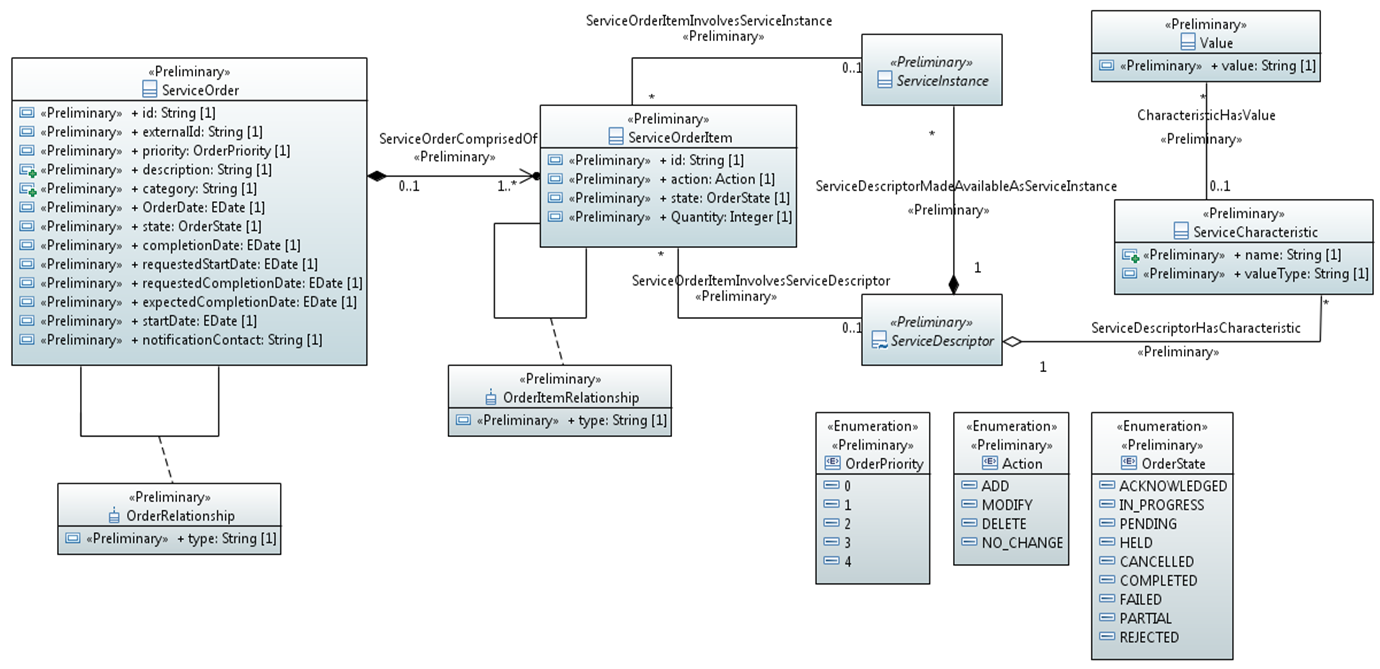 «Preliminary»
ServiceOrder
«Preliminary» + id: String [1]
«Preliminary» + externalId: String [1]
«Preliminary» + priority: OrderPriority [1]
«Preliminary» + description: String [1]
«Preliminary» + category: String [1]
«Preliminary» + OrderDate: EDate [1]
«Preliminary» + state: OrderState [1]
«Preliminary» + completionDate: EDate [1]
«Preliminary» + requestedStartDate: EDate [1]
«Preliminary» + requestedCompletionDate: EDate [1]
«Preliminary» + expectedCompletionDate: EDate [1]
«Preliminary» + startDate: EDate [1]
«Preliminary» + notificationContact: String [1]
ServiceOrderComprisedOf
«Preliminary»
0..1
1..*
«Preliminary»
OrderRelationship
«Preliminary» + type: String [1]
ServiceOrderItemInvolvesServiceInstance
«Preliminary»
0..1
*
«Preliminary»
ServiceOrderItem
«Preliminary» + id: String [1]
«Preliminary» + action: Action [1]
«Preliminary» + state: OrderState [1]
«Preliminary» + Quantity: Integer [1]
*
ServiceOrderItemInvolvesServiceDescriptor
«Preliminary»
0..1
«Preliminary»
OrderItemRelationship
«Preliminary» + type: String [1]
«Preliminary»
ServiceInstance
*
ServiceDescriptorMadeAvailableAsServiceInstance
«Preliminary»
1
«Preliminary»
ServiceDescriptor
«Preliminary»
Value
«Preliminary» + value: String [1]
*
CharacteristicHasValue
«Preliminary»
0..1
«Preliminary»
ServiceCharacteristic
«Preliminary» + name: String [1]
«Preliminary» + valueType: String [1]
*
ServiceDescriptorHasCharacteristic
«Preliminary»
1
«Enumeration»
«Preliminary»
OrderPriority
0
1
2
3
4
«Enumeration»
«Preliminary»
Action
ADD
MODIFY
DELETE
NO_CHANGE
«Enumeration»
«Preliminary»
OrderState
ACKNOWLEDGED
IN_PROGRESS
PENDING
HELD
CANCELLED
COMPLETED
FAILED
PARTIAL
REJECTED